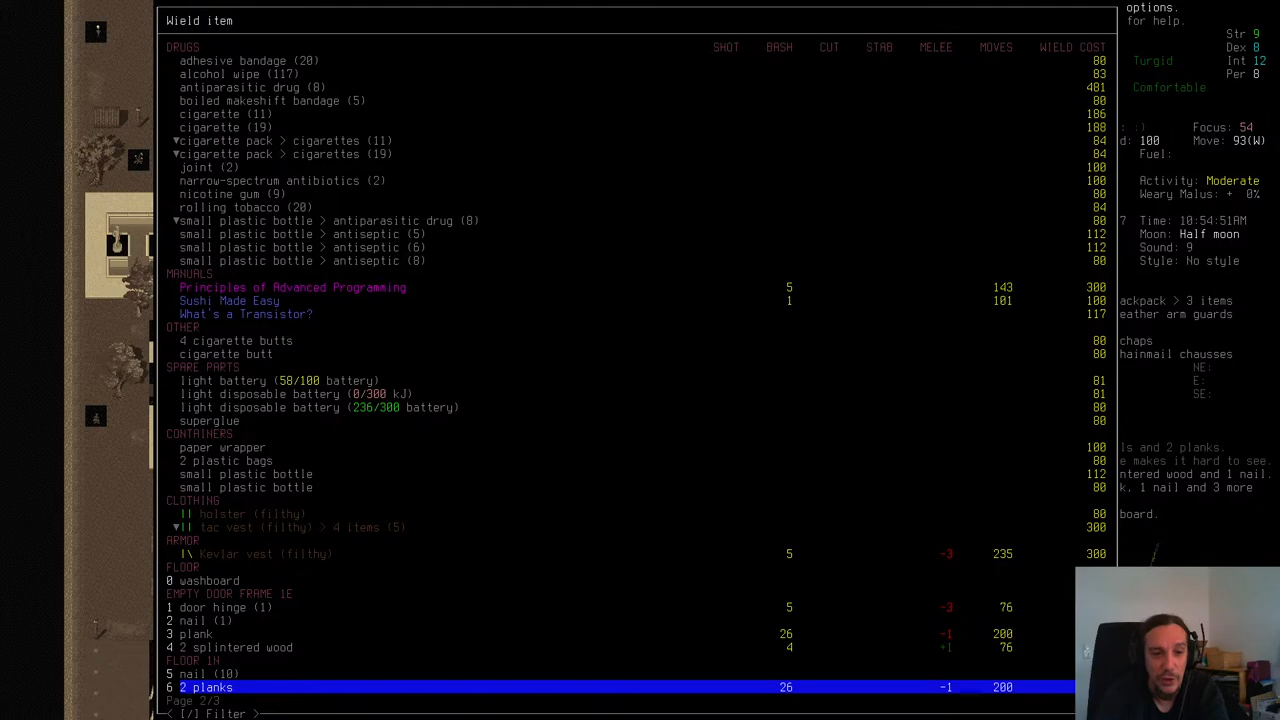 options.
Wield item
for help.
Str 9
DRUGS SHOT BASH CUT STAB MELEE MOVES WIELD COST
Dex 8
adhesive bandage (20) 80
Turgid Int 12
alcohol wipe (117) 83
Per 8
antiparasitic drug (8) 481
Comfortable
boiled makeshift bandage (5) 80
cigarette (11) 186
cigarette (19) 188
: :) Focus: 54
▼cigarette pack > cigarettes (11) 84
d: 100 Move: 93(W)
▼cigarette pack > cigarettes (19) 84
Fuel:
joint (2) 100
narrow-spectrum antibiotics (2) 100
Activity: Moderate
nicotine gum (9) 80
Weary Malus: + 0%
rolling tobacco (20) 84
▼small plastic bottle > antiparasitic drug (8) 80
7 Time: 10:54:51AM
small plastic bottle > antiseptic (5) 112
Moon: Half moon
small plastic bottle > antiseptic (6) 112
Sound: 9
small plastic bottle > antiseptic (8) 80
Style: No style
MANUALS
Principles of Advanced Programming 5 143 300
Sushi Made Easy 1 101 100
ackpack > 3 items
What's a Transistor? 117
eather arm guards
OTHER
4 cigarette butts 80
chaps
cigarette butt 80
hainmail chausses
SPARE PARTS
NE:
light battery (58/100 battery) 81
E:
light disposable battery (0/300 kJ) 81
SE:
light disposable battery (236/300 battery) 80
superglue 80
CONTAINERS
paper wrapper 100
ls and 2 planks.
2 plastic bags 80
e makes it hard to see.
small plastic bottle 112
ntered wood and 1 nail.
small plastic bottle 80
k, 1 nail and 3 more
CLOTHING
|| holster (filthy) 80
board.
▼|| tac vest (filthy) > 4 items (5) 300
ARMOR
|\ Kevlar vest (filthy) 5 -3 235 300
FLOOR
0 washboard
EMPTY DOOR FRAME 1E
1 door hinge (1) 5 -3 76
2 nail (1)
3 plank 26 -1 200
4 2 splintered wood 4 +1 76
FLOOR 1N
5 nail (10)
6 2 planks 26 -1 200
Page 2/3
< [/] Filter >